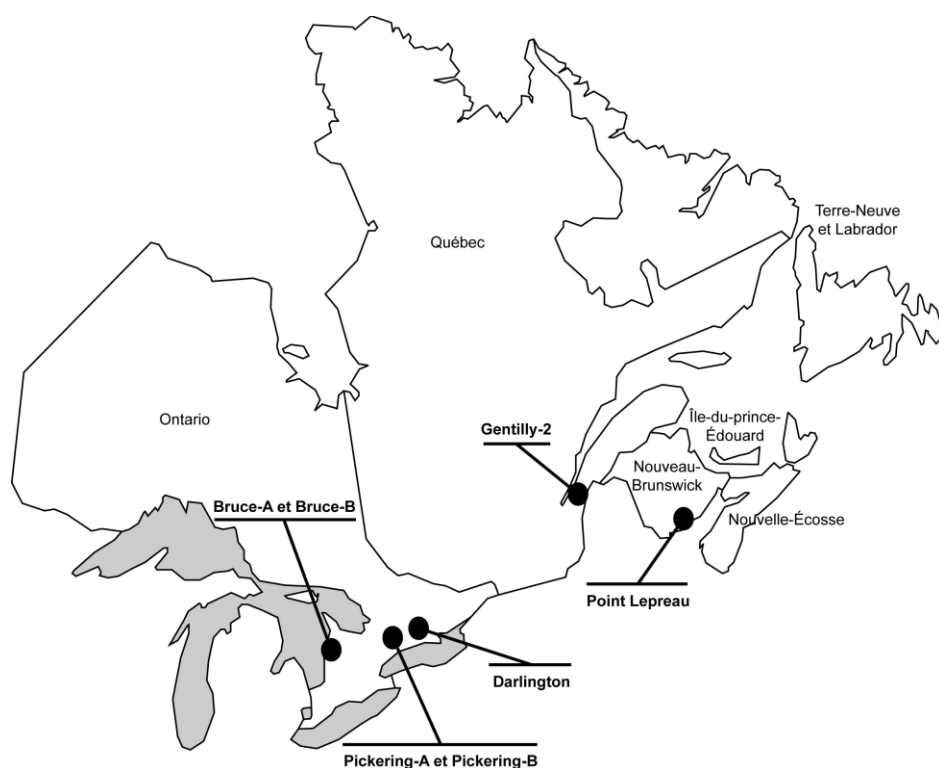 Terre-Neuve
et Labrador
Québec
Ontario
Île-du-prince-
Édouard
Gentilly-2
Nouveau-
Brunswick
Bruce-A et Bruce-B
Nouvelle-Écosse
Point Lepreau
Darlington
Pickering-A et Pickering-B